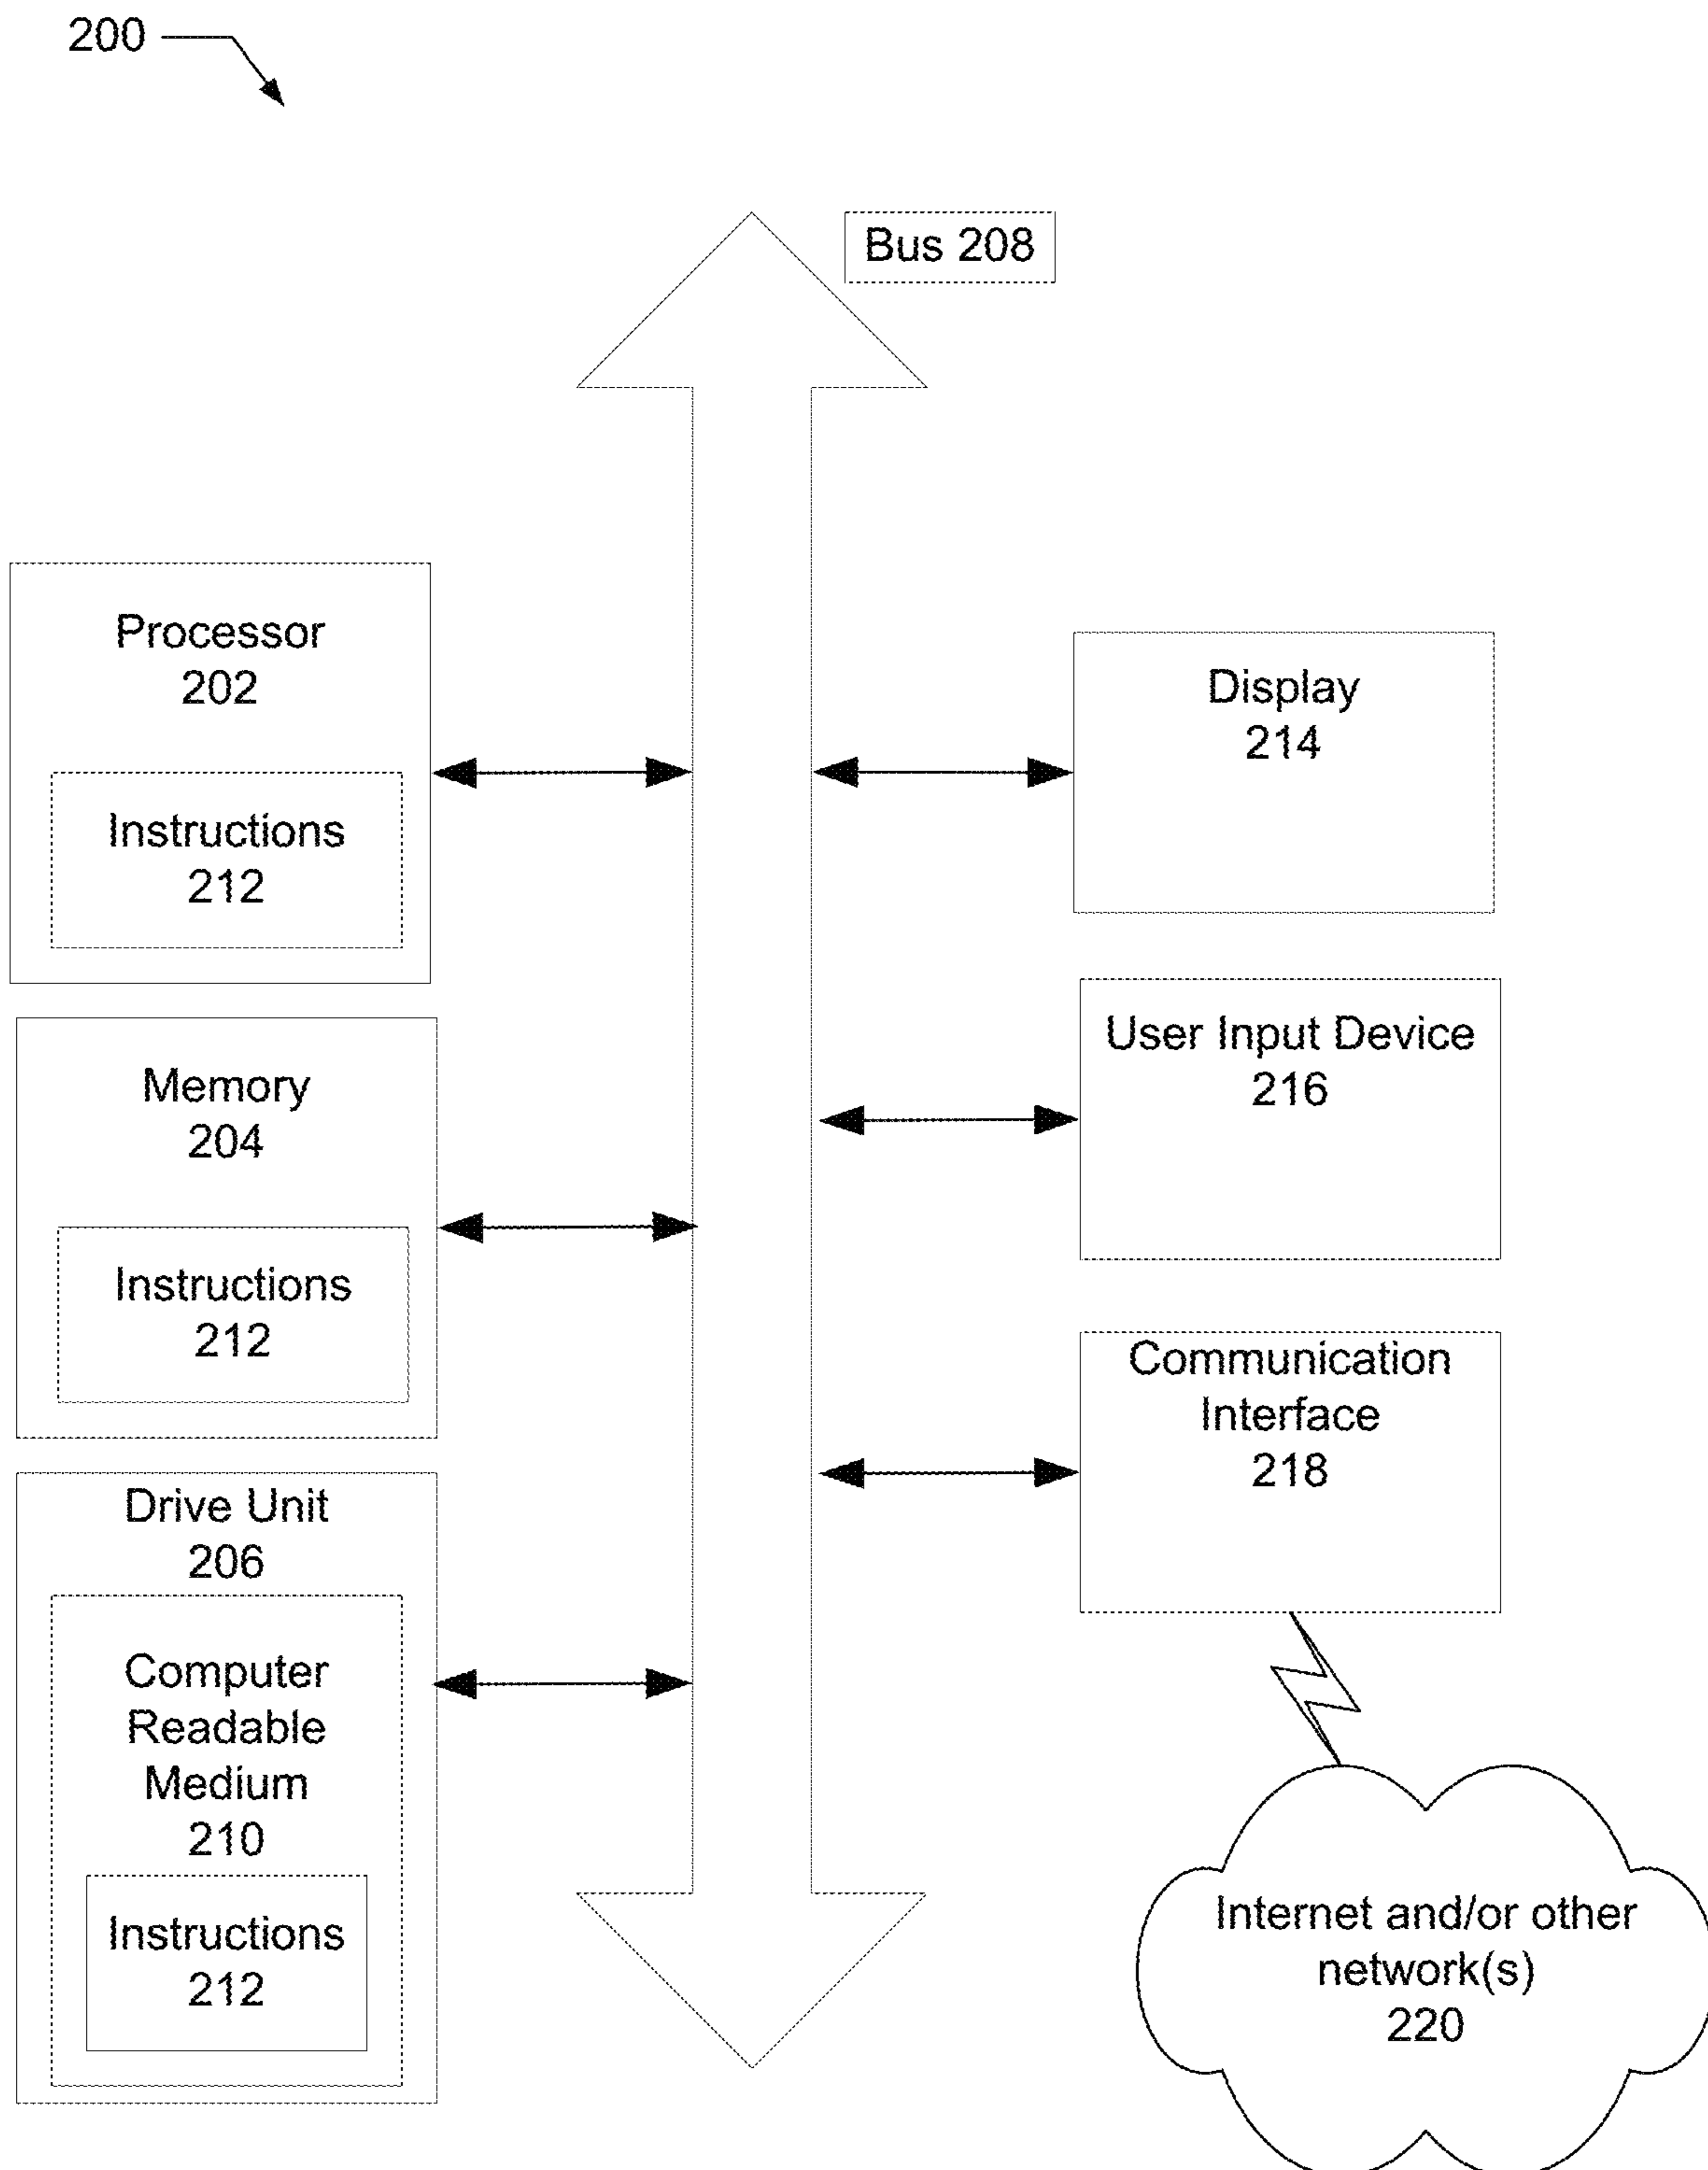 200
Bus 208
Processor
202
Instructions
212
Memory
204
Instructions
212
Drive Unit
206
Computer
Readable
Medium
210
Instructions
212
Display
214
User Input Device
216
Communication
Interface
218
Internet and/or other
network(s)
220